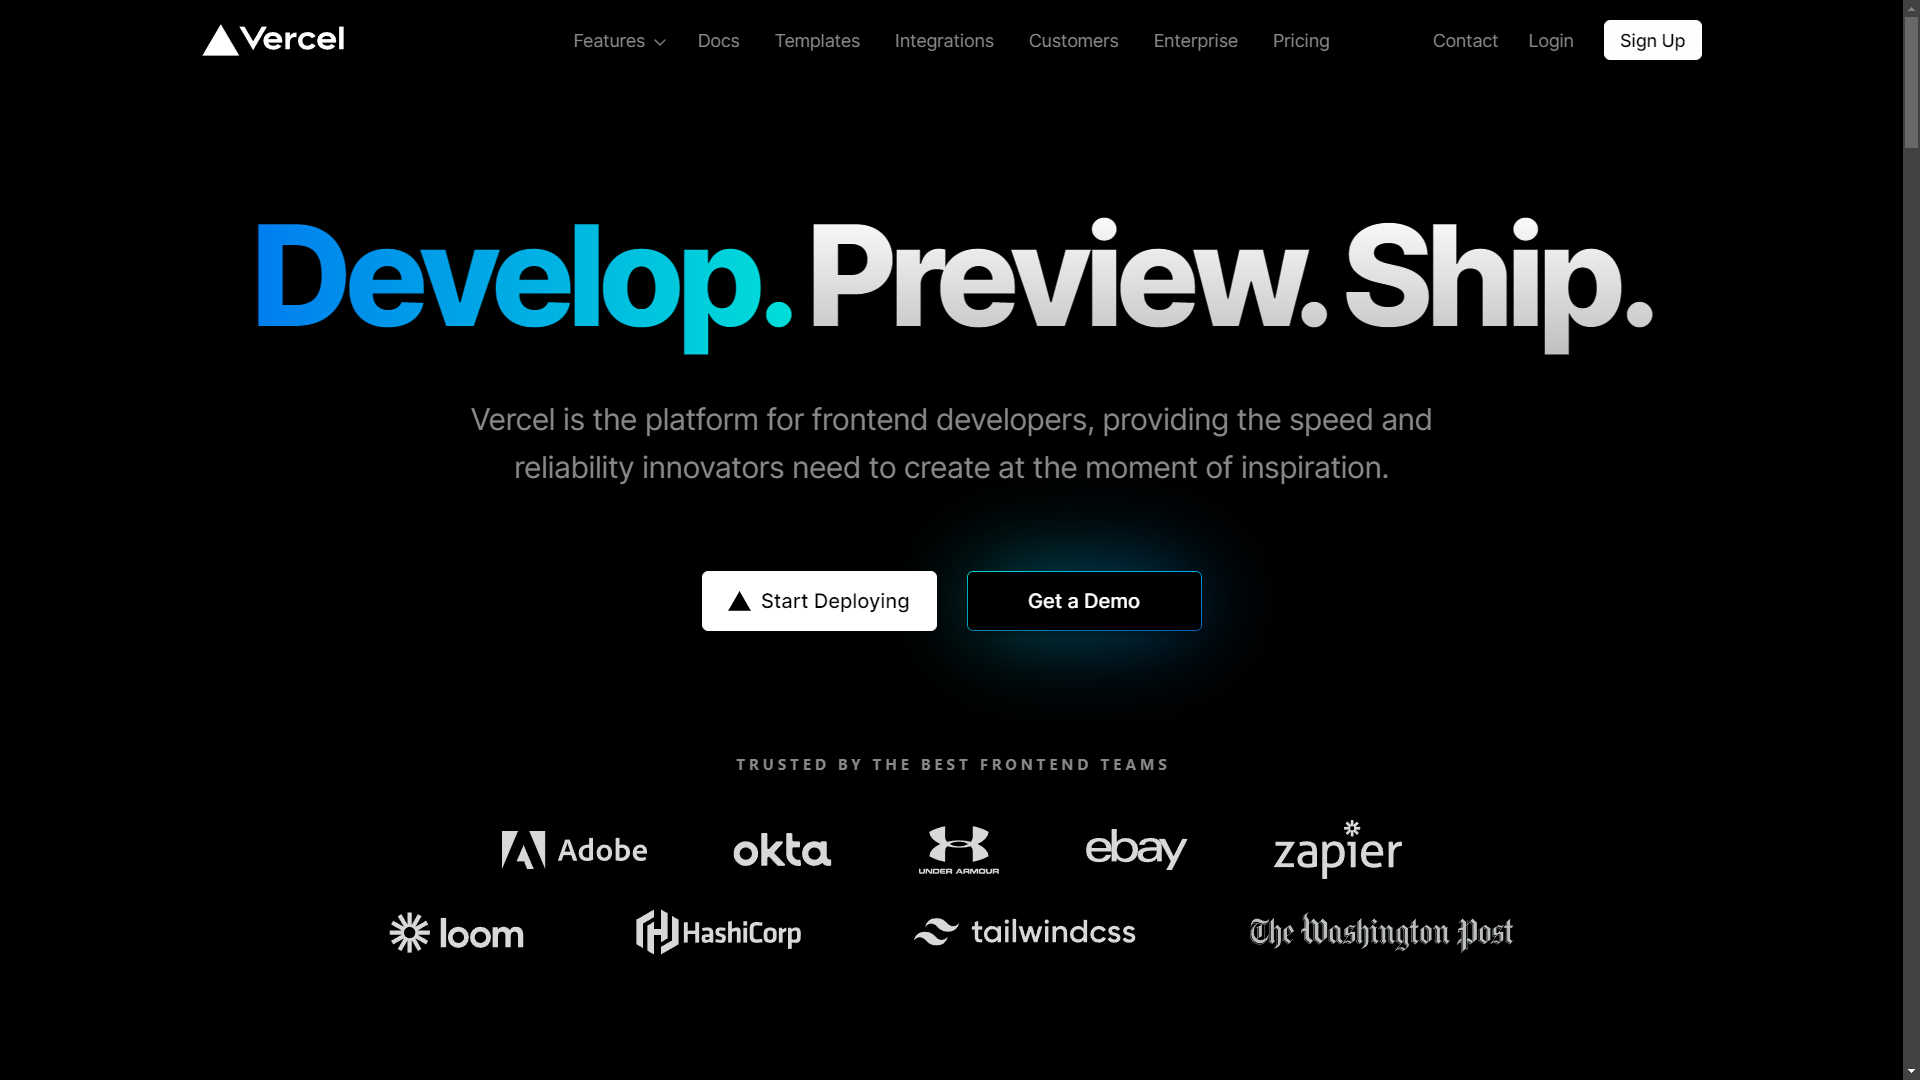 Vercel Features Docs Templates Integrations Customers Enterprise Pricing Contact Login Sign Up
Develop. Preview. Ship.
Vercel is the platform for frontend developers, providing the speed and
reliability innovators need to create at the moment of inspiration.
Start Deploying Get a Demo
TRUSTED BY THE BEST FRONTEND TEAMS
Adobe okta UNDER ARMOUR ebay zapier
loom HashiCorp tailwindcss The Washington Post